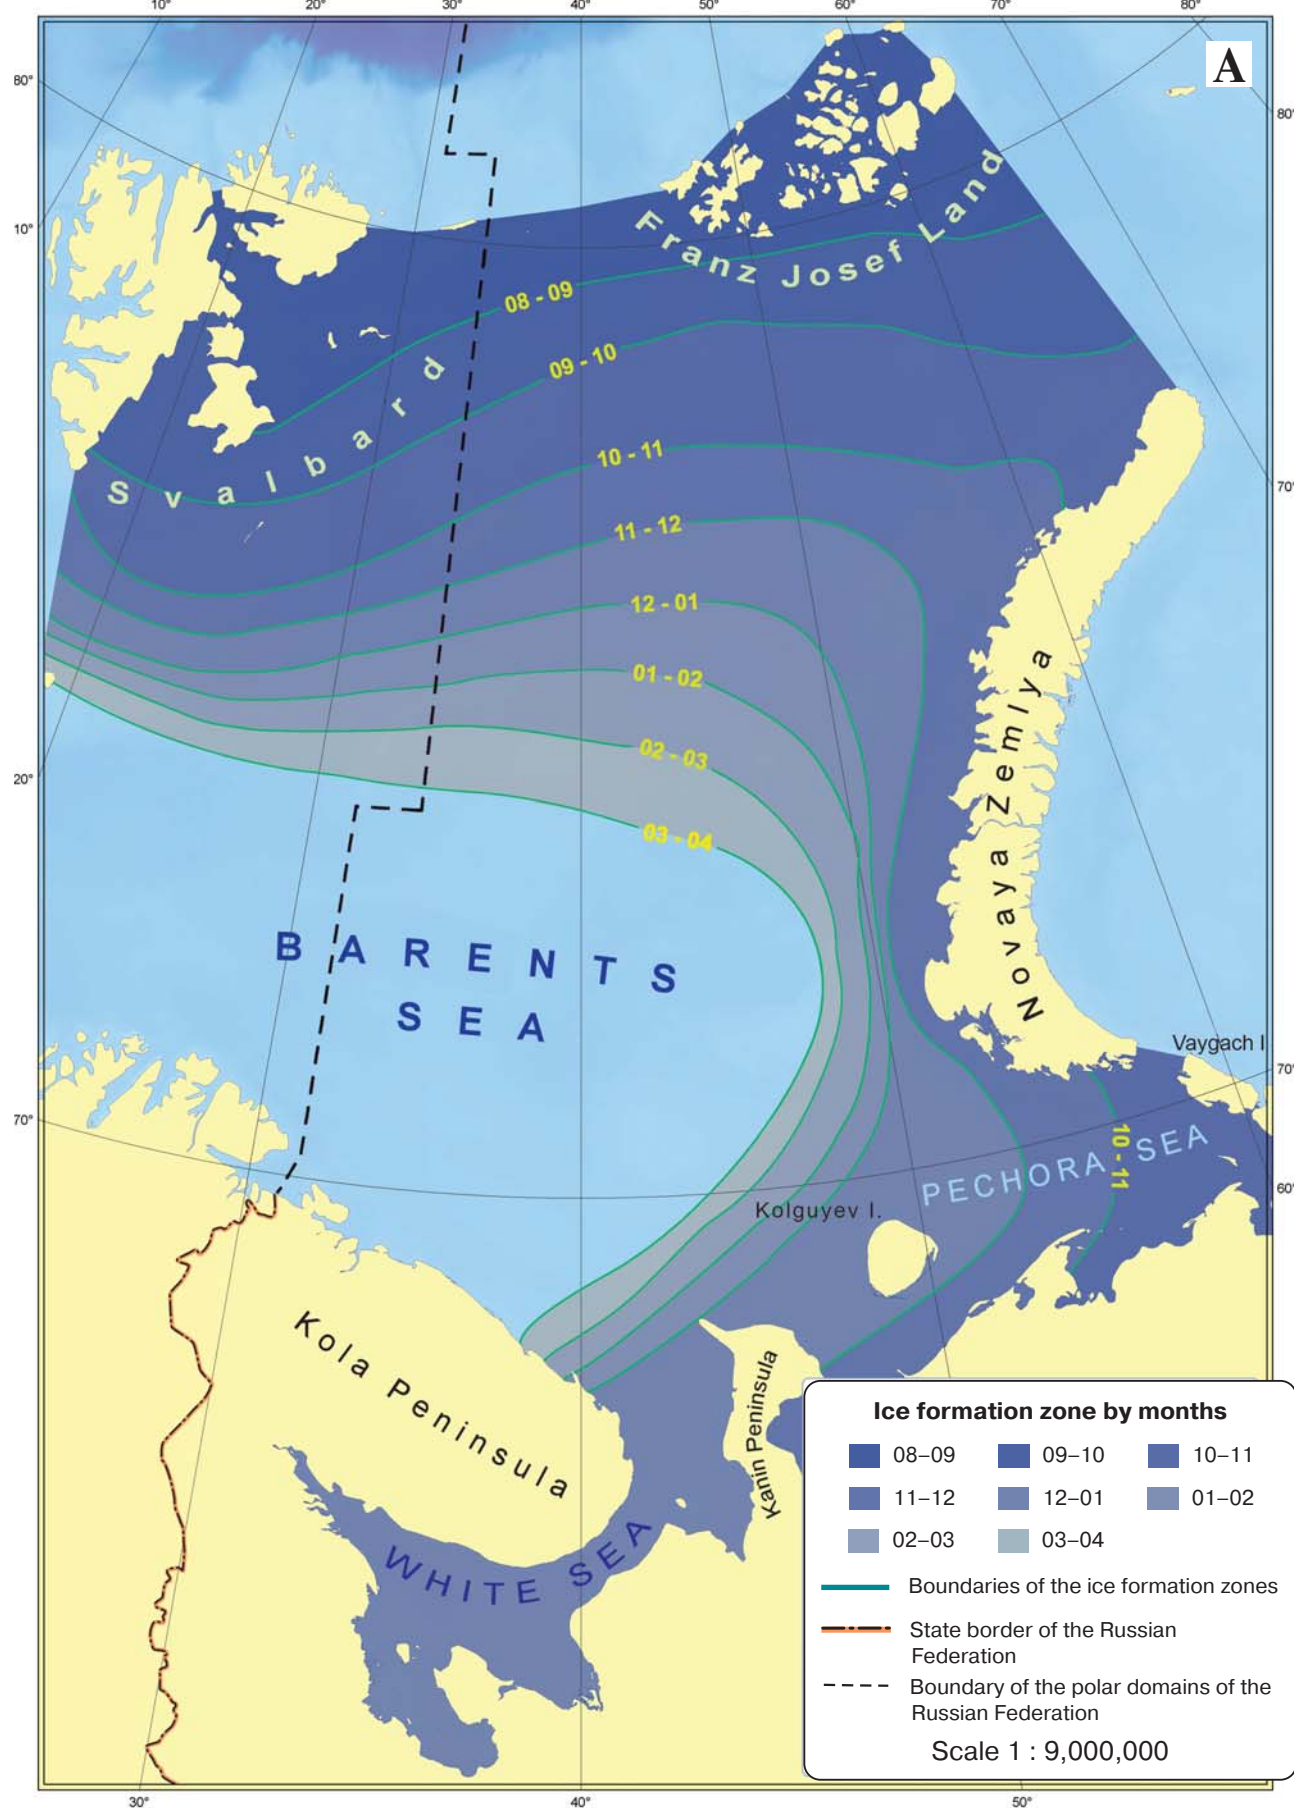 10° 20° 30° 40° 50° 60° 70° 80°
A
80°
80°
10°
Franz Josef Land
08 - 09
09 - 10
Svalbard
10 - 11
70°
11 - 12
12 - 01
01 - 02
Novaya Zemlya
02 - 03
20°
03 - 04
BARENTS
SEA
Vaygach I
70°
70°
10 - 11
PECHORA SEA
60°
Kolguyev I.
Kola Peninsula
Kanin Peninsula
WHITE SEA
Ice formation zone by months
08–09 09–10 10–11
11–12 12–01 01–02
02–03 03–04
Boundaries of the ice formation zones
State border of the Russian
Federation
Boundary of the polar domains of the
Russian Federation
Scale 1 : 9,000,000
30° 40° 50°